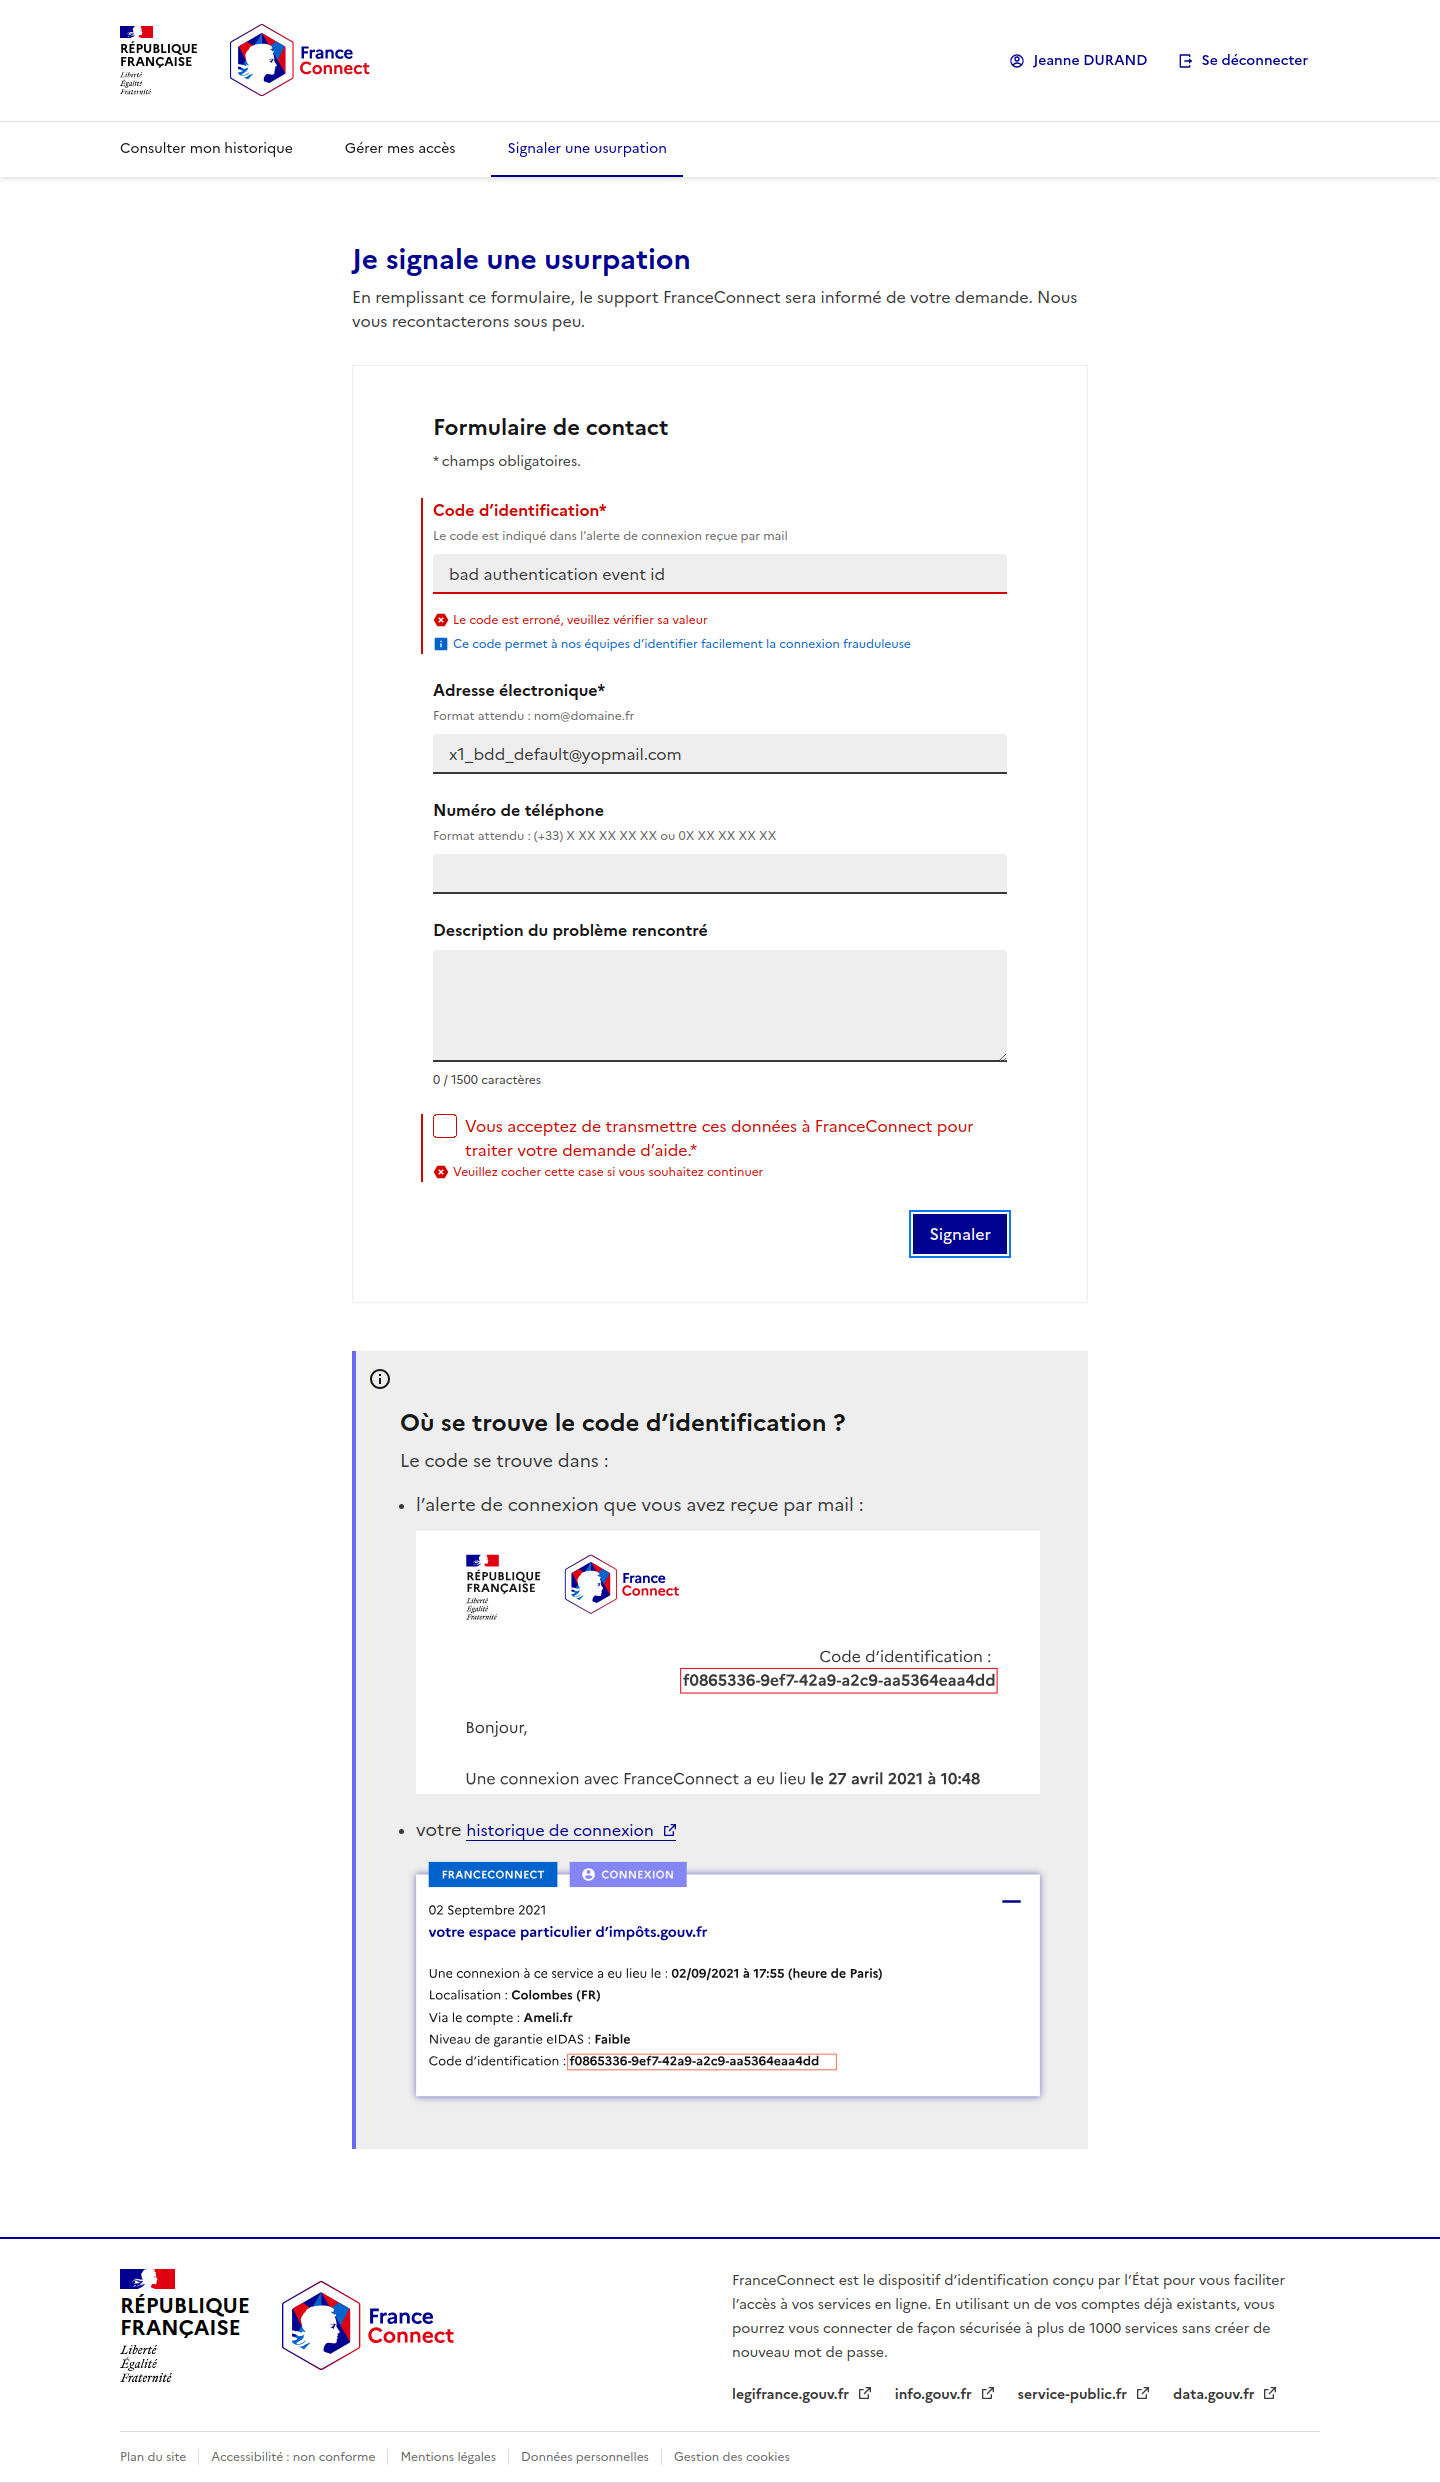 RÉPUBLIQUE
FRANÇAISE
Liberté
Égalité
Fraternité
France
Connect
Jeanne DURAND
Se déconnecter
Consulter mon historique
Gérer mes accès
Signaler une usurpation
Je signale une usurpation
En remplissant ce formulaire, le support FranceConnect sera informé de votre demande. Nous
vous recontacterons sous peu.
Formulaire de contact
* champs obligatoires.
Code d’identification*
Le code est indiqué dans l’alerte de connexion reçue par mail
bad authentication event id
Le code est erroné, veuillez vérifier sa valeur
Ce code permet à nos équipes d’identifier facilement la connexion frauduleuse
Adresse électronique*
Format attendu : nom@domaine.fr
x1_bdd_default@yopmail.com
Numéro de téléphone
Format attendu : (+33) X XX XX XX XX ou 0X XX XX XX XX
Description du problème rencontré
0 / 1500 caractères
Vous acceptez de transmettre ces données à FranceConnect pour
traiter votre demande d’aide.*
Veuillez cocher cette case si vous souhaitez continuer
Signaler
Où se trouve le code d’identification ?
Le code se trouve dans :
l’alerte de connexion que vous avez reçue par mail :
RÉPUBLIQUE
FRANÇAISE
Liberté
Égalité
Fraternité
France
Connect
Code d’identification :
f0865336-9ef7-42a9-a2c9-aa5364eaa4dd
Bonjour,
Une connexion avec FranceConnect a eu lieu le 27 avril 2021 à 10:48
votre historique de connexion
FRANCECONNECT
CONNEXION
02 Septembre 2021
votre espace particulier d’impôts.gouv.fr
Une connexion à ce service a eu lieu le : 02/09/2021 à 17:55 (heure de Paris)
Localisation : Colombes (FR)
Via le compte : Ameli.fr
Niveau de garantie eIDAS : Faible
Code d’identification : f0865336-9ef7-42a9-a2c9-aa5364eaa4dd
RÉPUBLIQUE
FRANÇAISE
Liberté
Égalité
Fraternité
France
Connect
FranceConnect est le dispositif d’identification conçu par l’État pour vous faciliter
l’accès à vos services en ligne. En utilisant un de vos comptes déjà existants, vous
pourrez vous connecter de façon sécurisée à plus de 1000 services sans créer de
nouveau mot de passe.
legifrance.gouv.fr
info.gouv.fr
service-public.fr
data.gouv.fr
Plan du site
Accessibilité : non conforme
Mentions légales
Données personnelles
Gestion des cookies